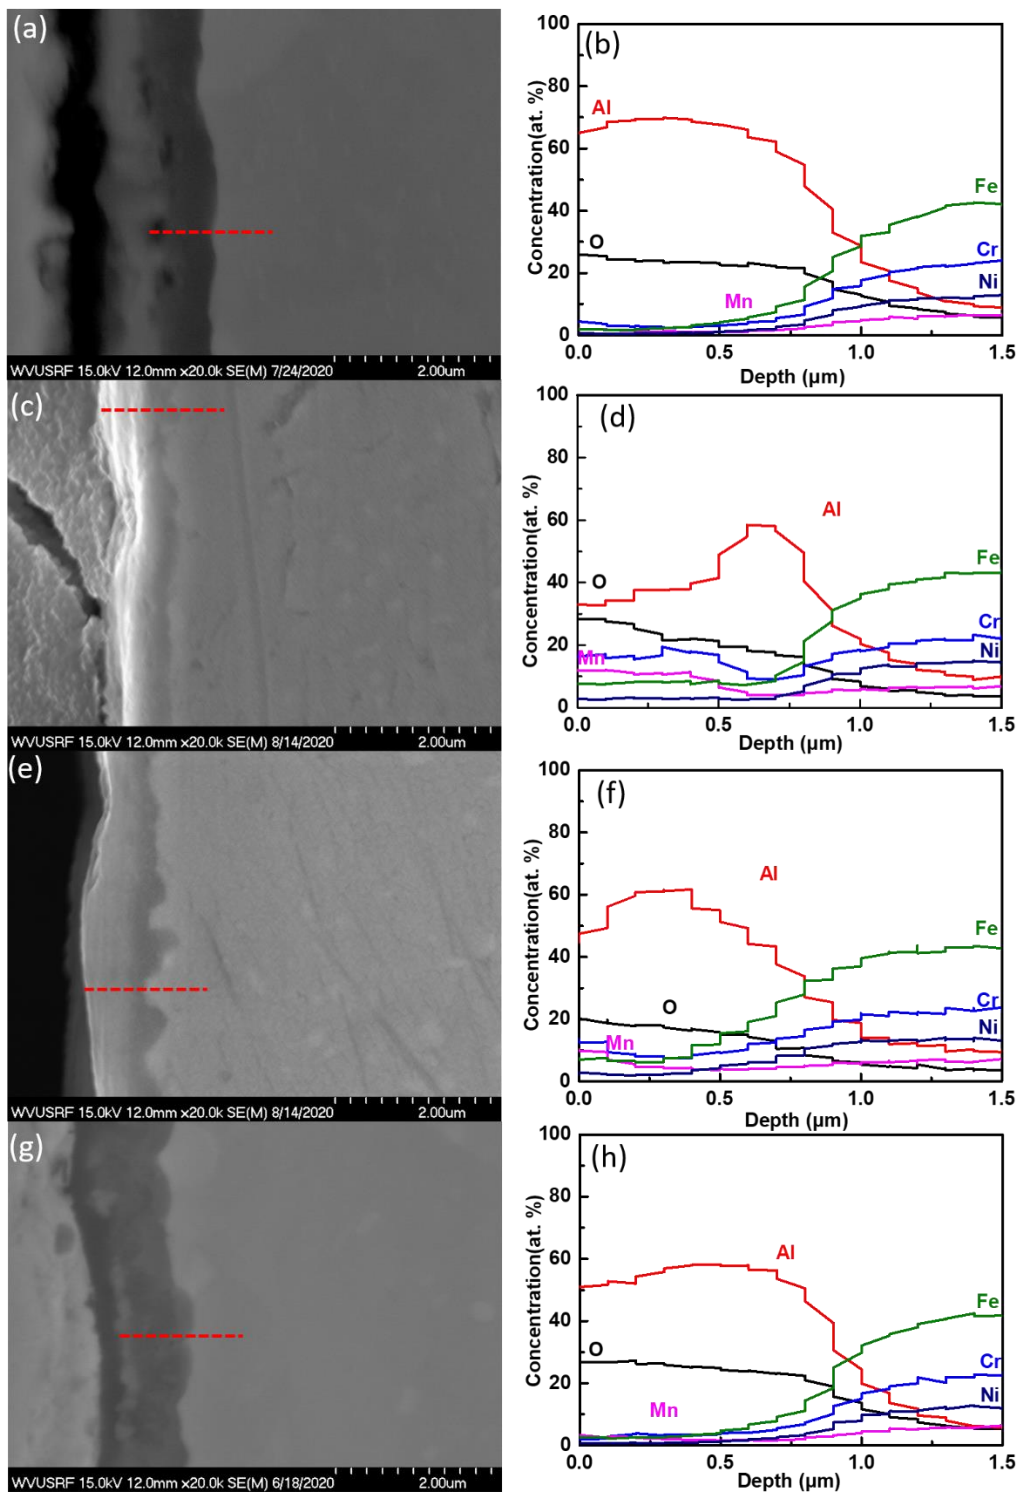 (a)
WVUSRF 15.0kV 12.0mm x20.0k SE(M) 7/24/2020 2.00um
(b)
Concentration(at. %)
100
80
60
40
20
0
Al
O
Mn
Fe
Cr
Ni
0.0 0.5 1.0 1.5
Depth (μm)
(c)
WVUSRF 15.0kV 12.0mm x20.0k SE(M) 8/14/2020 2.00um
(d)
Concentration(at. %)
100
80
60
40
20
0
Al
O
Mn
Fe
Cr
Ni
0.0 0.5 1.0 1.5
Depth (μm)
(e)
WVUSRF 15.0kV 12.0mm x20.0k SE(M) 8/14/2020 2.00um
(f)
Concentration(at. %)
100
80
60
40
20
0
Al
O
Mn
Fe
Cr
Ni
0.0 0.5 1.0 1.5
Depth (μm)
(g)
WVUSRF 15.0kV 12.0mm x20.0k SE(M) 6/18/2020 2.00um
(h)
Concentration(at. %)
100
80
60
40
20
0
Al
O
Mn
Fe
Cr
Ni
0.0 0.5 1.0 1.5
Depth (μm)